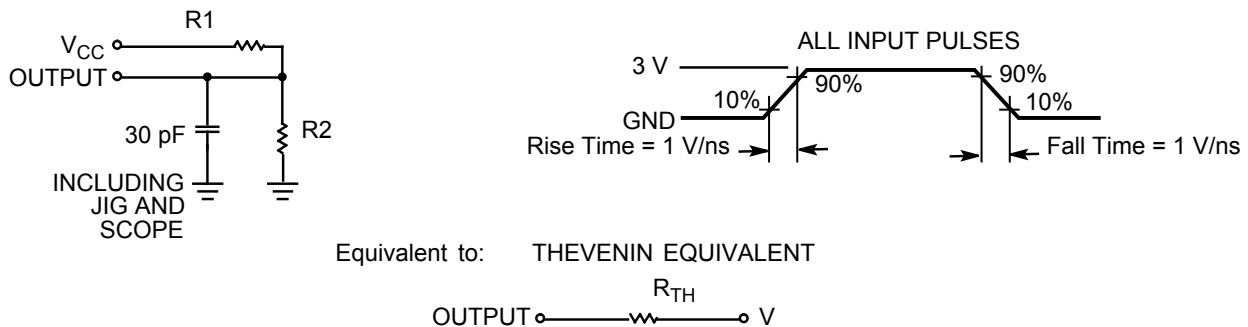 R1
VCC
OUTPUT
30 pF
R2
INCLUDING
JIG AND
SCOPE
ALL INPUT PULSES
3 V
90%
90%
10%
10%
GND
Rise Time = 1 V/ns
Fall Time = 1 V/ns
Equivalent to: THEVENIN EQUIVALENT
RTH
OUTPUT
V